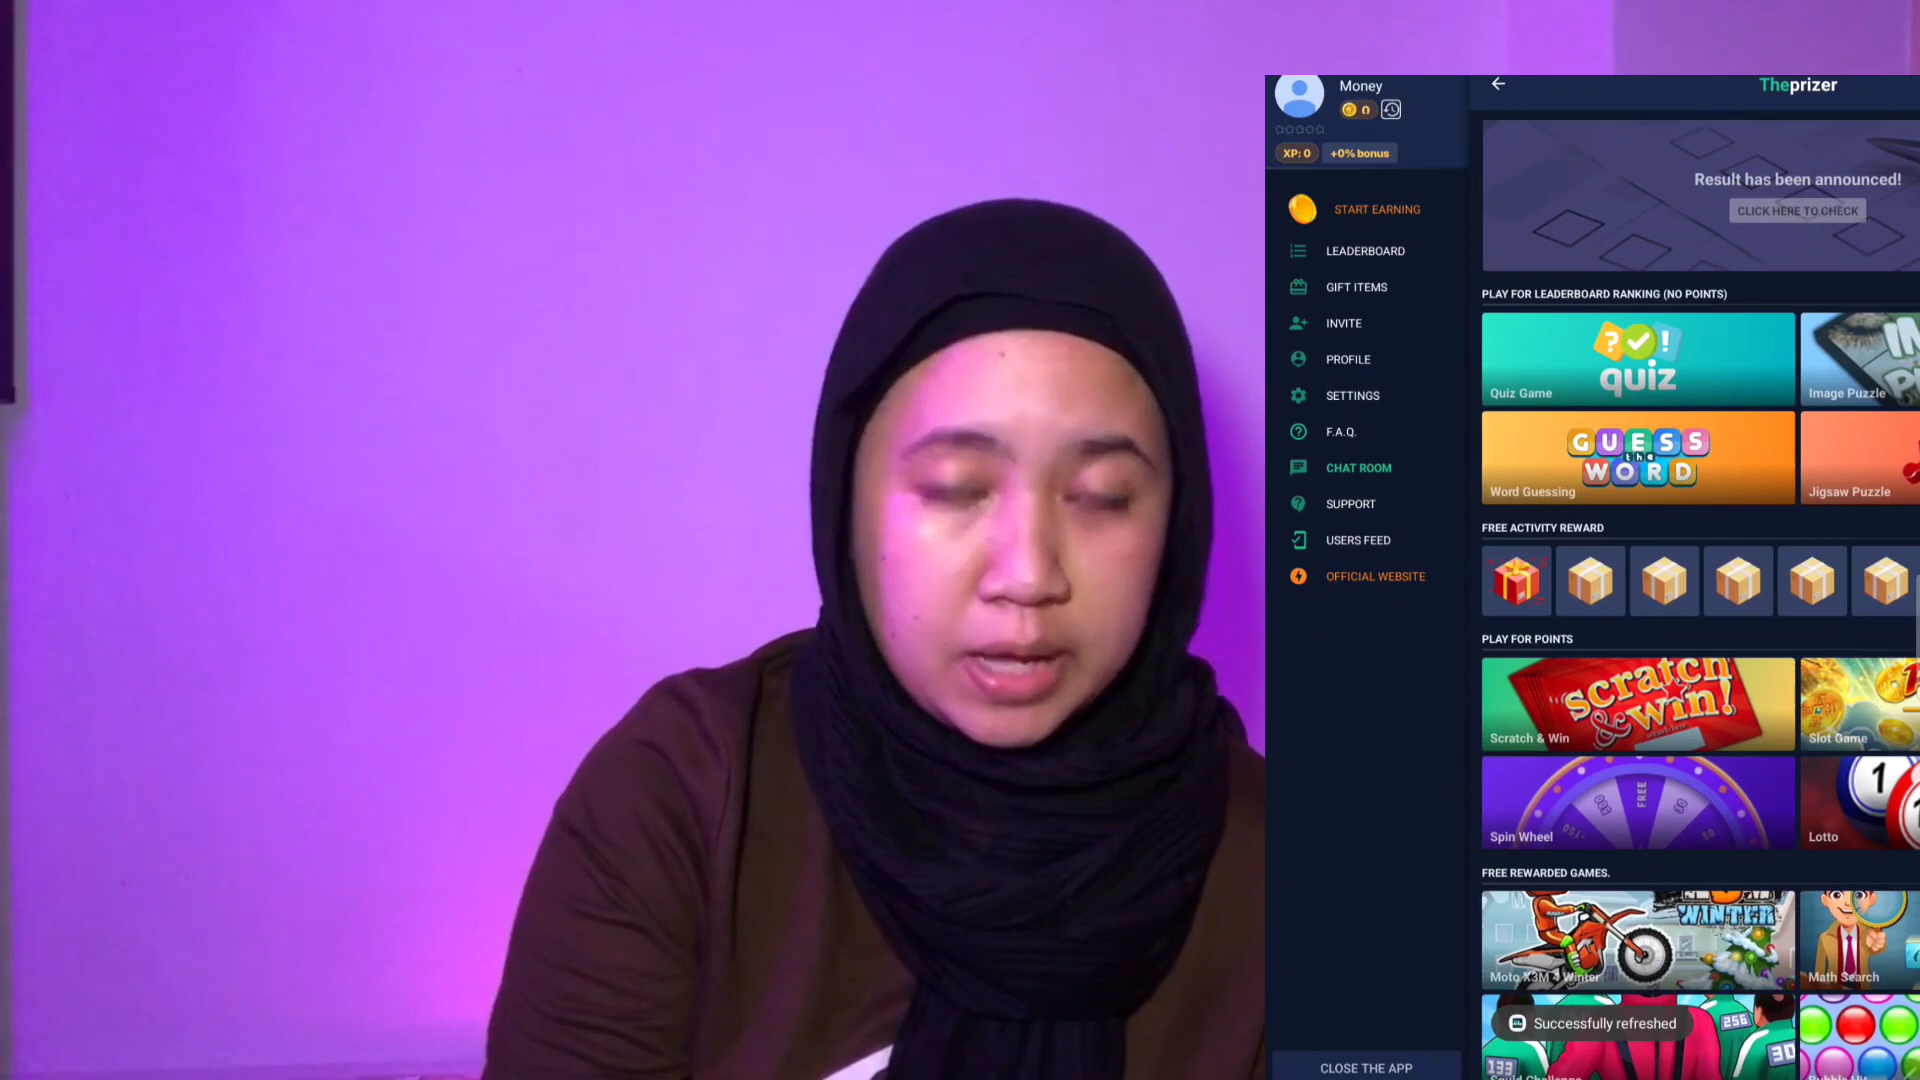 Money
0
XP: 0
+0% bonus
START EARNING
LEADERBOARD
GIFT ITEMS
INVITE
PROFILE
SETTINGS
F.A.Q.
CHAT ROOM
SUPPORT
USERS FEED
OFFICIAL WEBSITE
CLOSE THE APP
Theprizer
Result has been announced!
CLICK HERE TO CHECK
PLAY FOR LEADERBOARD RANKING (NO POINTS)
? !
quiz
Quiz Game
Image Puzzle
GUESS
the
WORD
Word Guessing
Jigsaw Puzzle
FREE ACTIVITY REWARD
PLAY FOR POINTS
scratch
& win!
Scratch & Win
Slot Game
FREE
Spin Wheel
1
Lotto
FREE REWARDED GAMES.
WINTER
Moto X3M 4 Winter
Math Search
256
Successfully refreshed
30
133